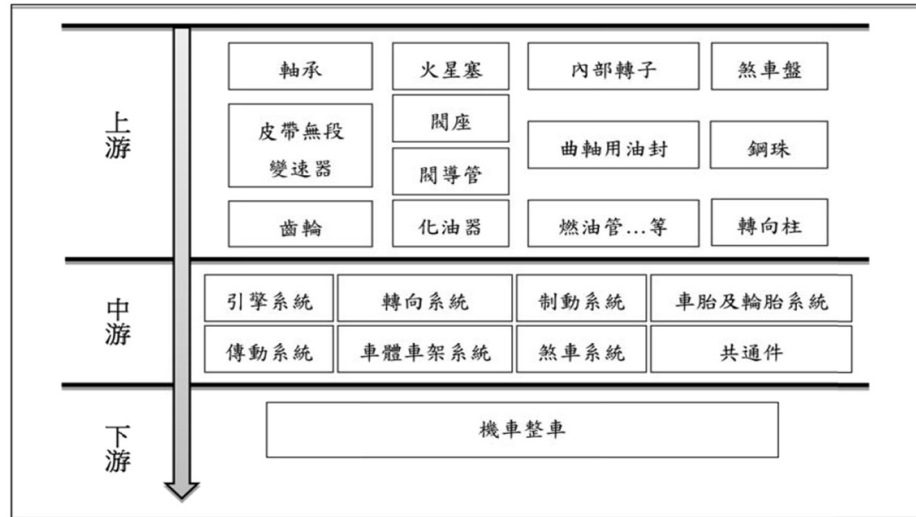 上游
軸承
火星塞
內部轉子
煞車盤
皮帶無段
變速器
閥座
閥導管
曲軸用油封
鋼珠
齒輪
化油器
燃油管...等
轉向柱
中游
引擎系統
轉向系統
制動系統
車胎及輪胎系統
傳動系統
車體車架系統
煞車系統
共通件
下游
機車整車